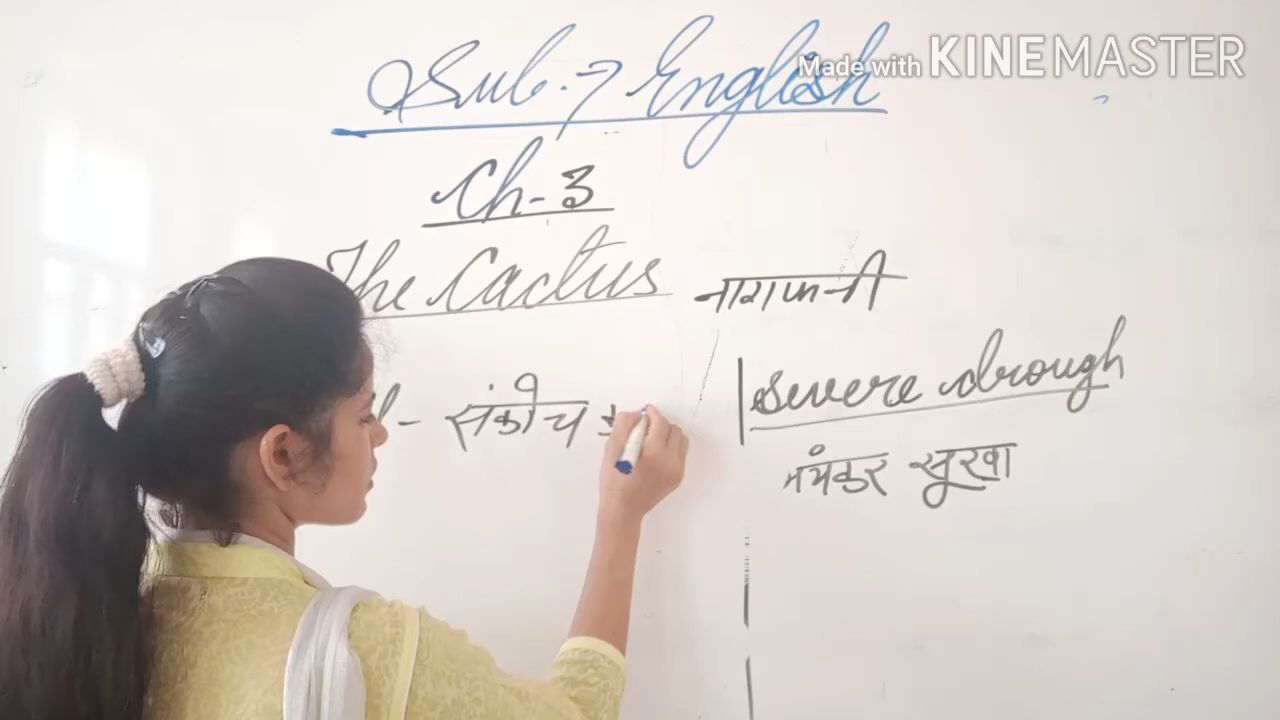 Sub.→ English
Made with KINEMASTER
Ch-3
The Cactus नागफनी
- संकोच
severe drough
भयंकर सूखा